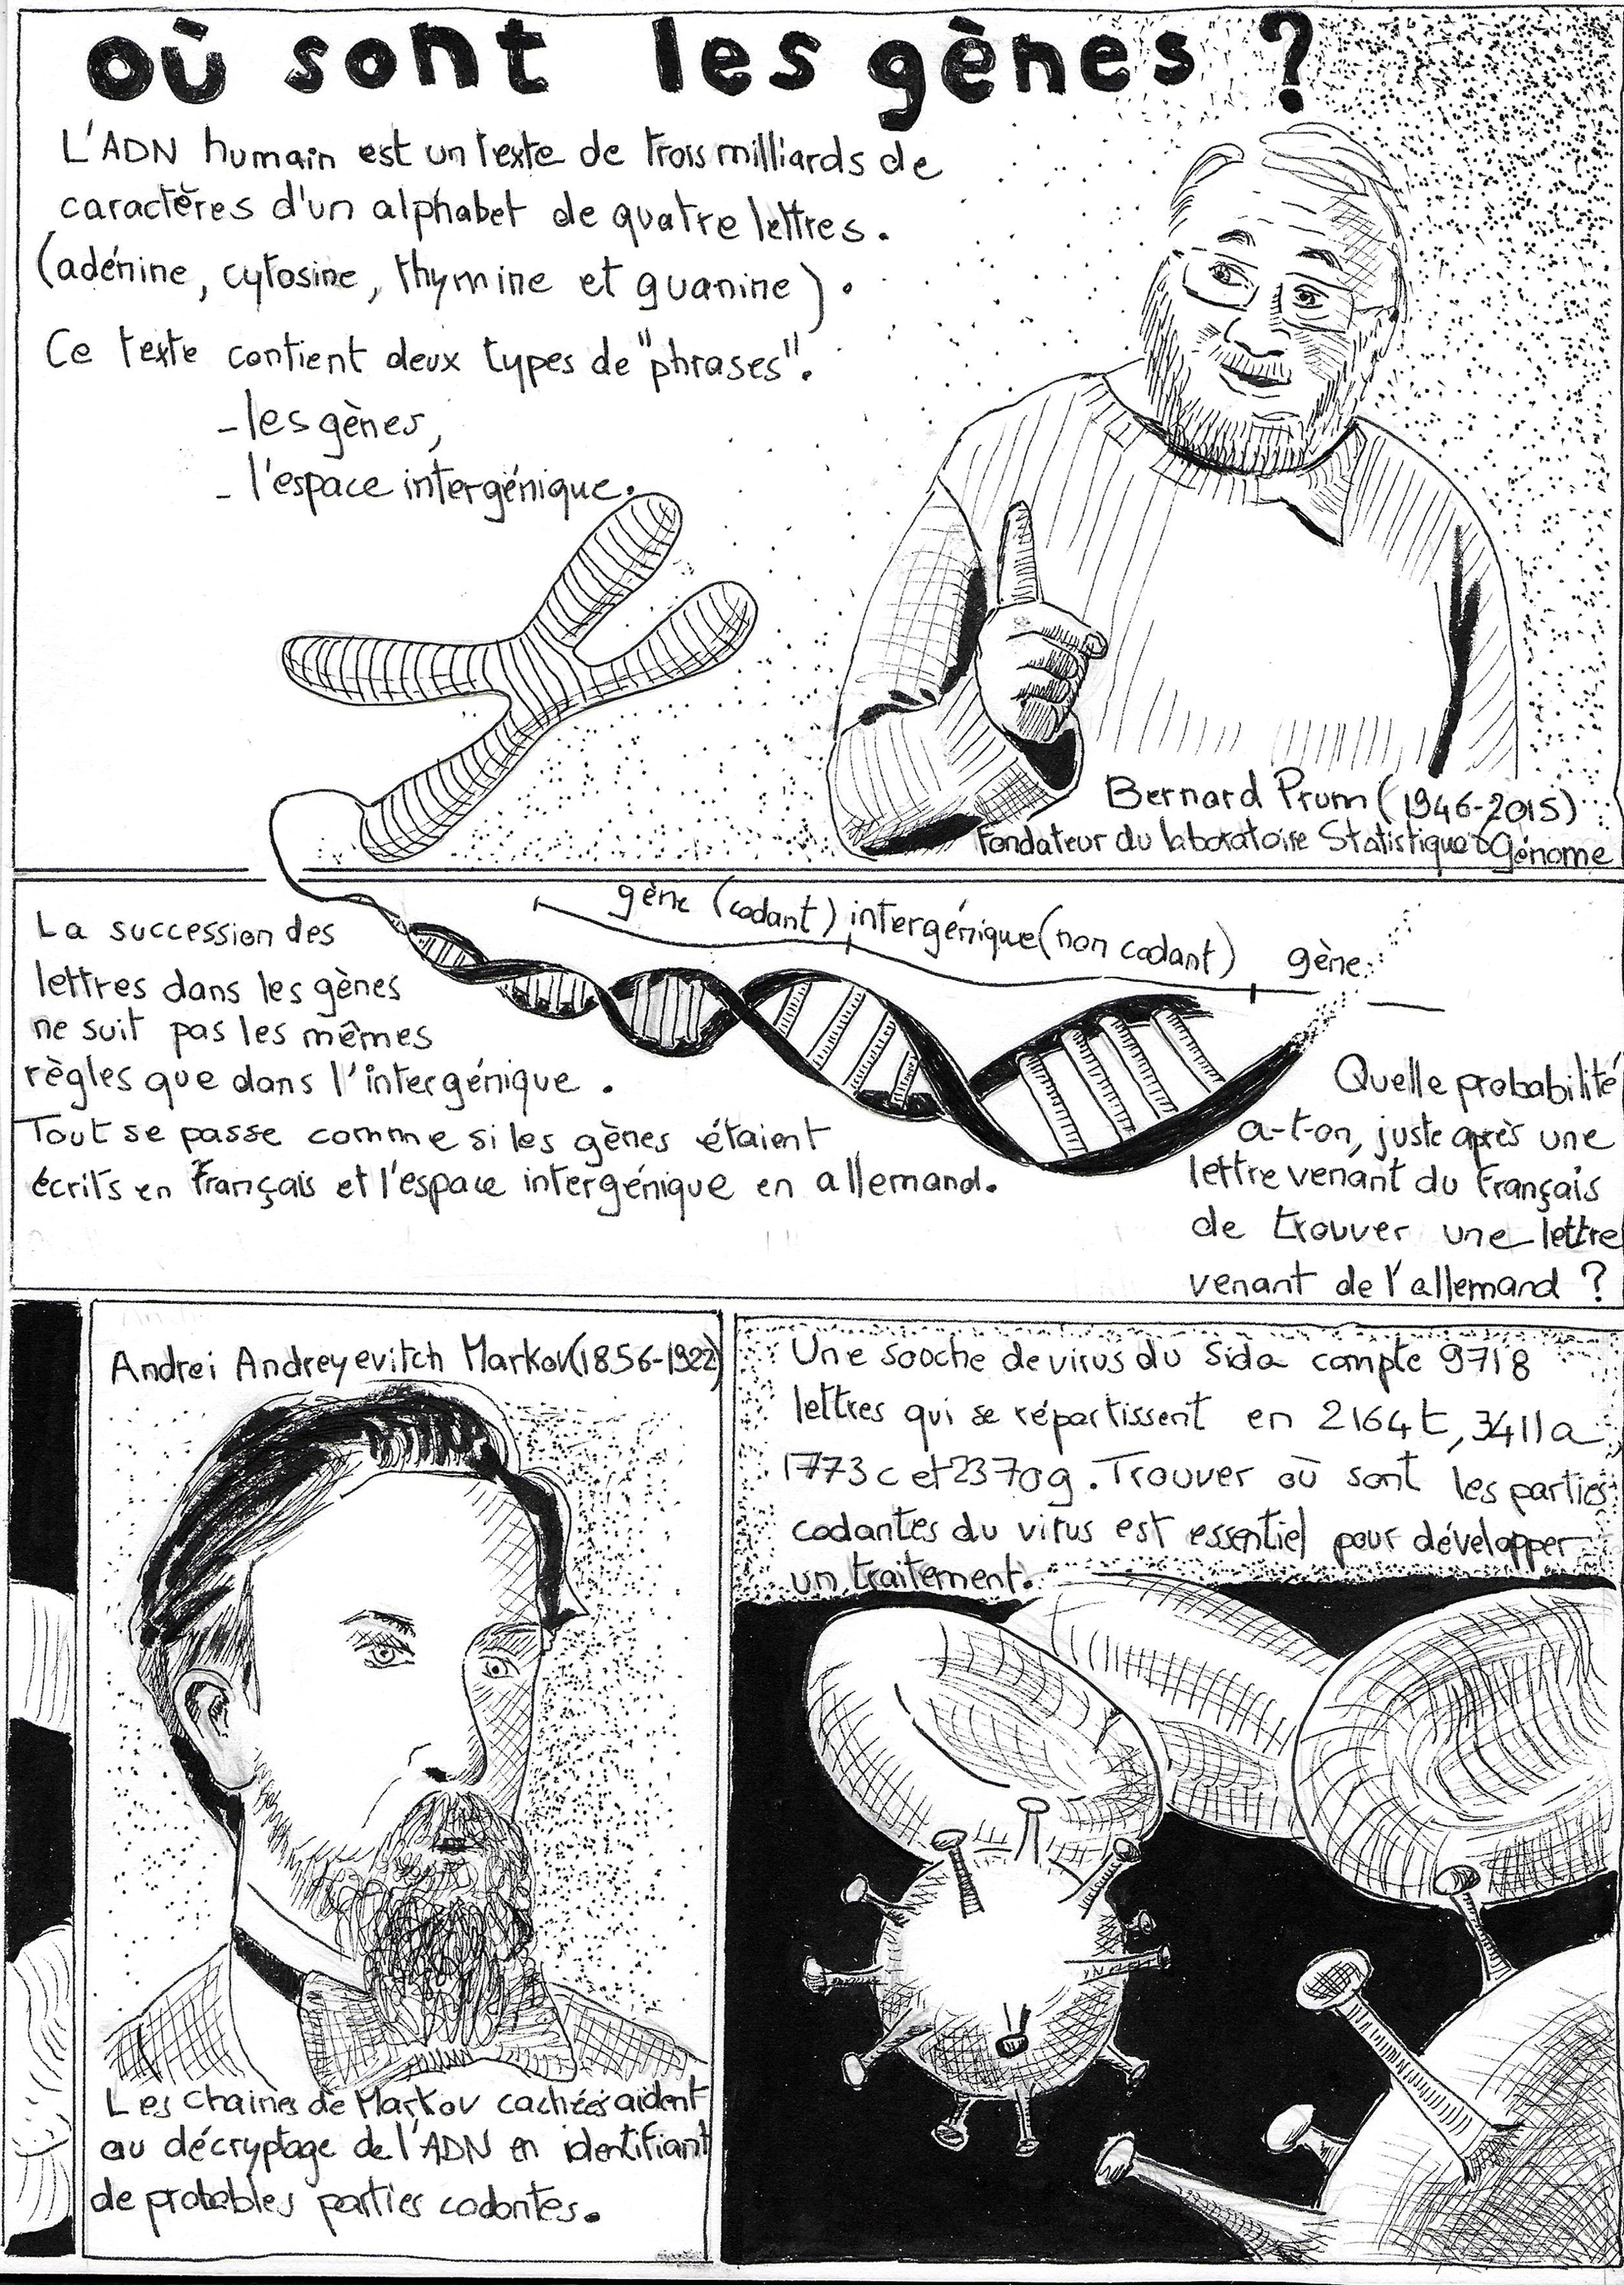 où sont les gènes ?
L'ADN humain est un texte de trois milliards de
caractères d'un alphabet de quatre lettres.
(adénine, cytosine, thymine et guanine).
Ce texte contient deux types de "phrases".
- les gènes,
- l'espace intergénique.
Bernard Prum (1946-2015)
Fondateur du laboratoire Statistique & Génome
gène (codant) intergénique (non codant) gène
La succession des
lettres dans les gènes
ne suit pas les mêmes
règles que dans l'intergénique.
Tout se passe comme si les gènes étaient
écrits en Français et l'espace intergénique en allemand.
Quelle probabilité
a-t-on, juste après une
lettre venant du Français
de trouver une lettre
venant de l'allemand ?
Andrei Andreyevitch Markov (1856-1922)
Les chaines de Markov cachées aident
au décryptage de l'ADN en identifiant
de probables parties codantes.
Une souche de virus du Sida compte 9718
lettres qui se répartissent en 2164 t, 3411 a
1773 c et 2370 g. Trouver où sont les parties
codantes du virus est essentiel pour développer
un traitement.